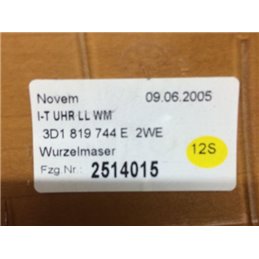 Novem 09.06.2005
I-T UHR LL WM
3D1 819 744 E 2WE
Wurzelmaser 12S
Fzg.Nr.: 2514015